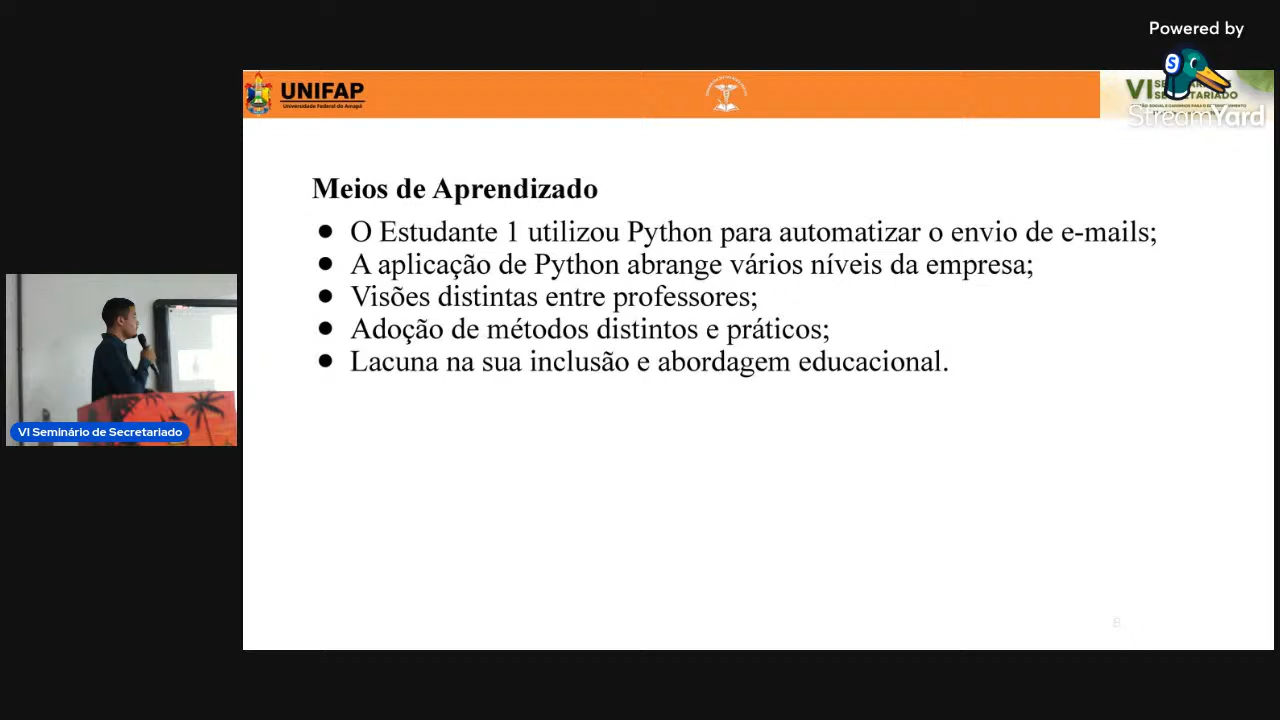 Powered by
StreamYard
UNIFAP
Universidade Federal do Amapá
VI
Meios de Aprendizado
● O Estudante 1 utilizou Python para automatizar o envio de e-mails;
● A aplicação de Python abrange vários níveis da empresa;
● Visões distintas entre professores;
● Adoção de métodos distintos e práticos;
● Lacuna na sua inclusão e abordagem educacional.
VI Seminário de Secretariado
8